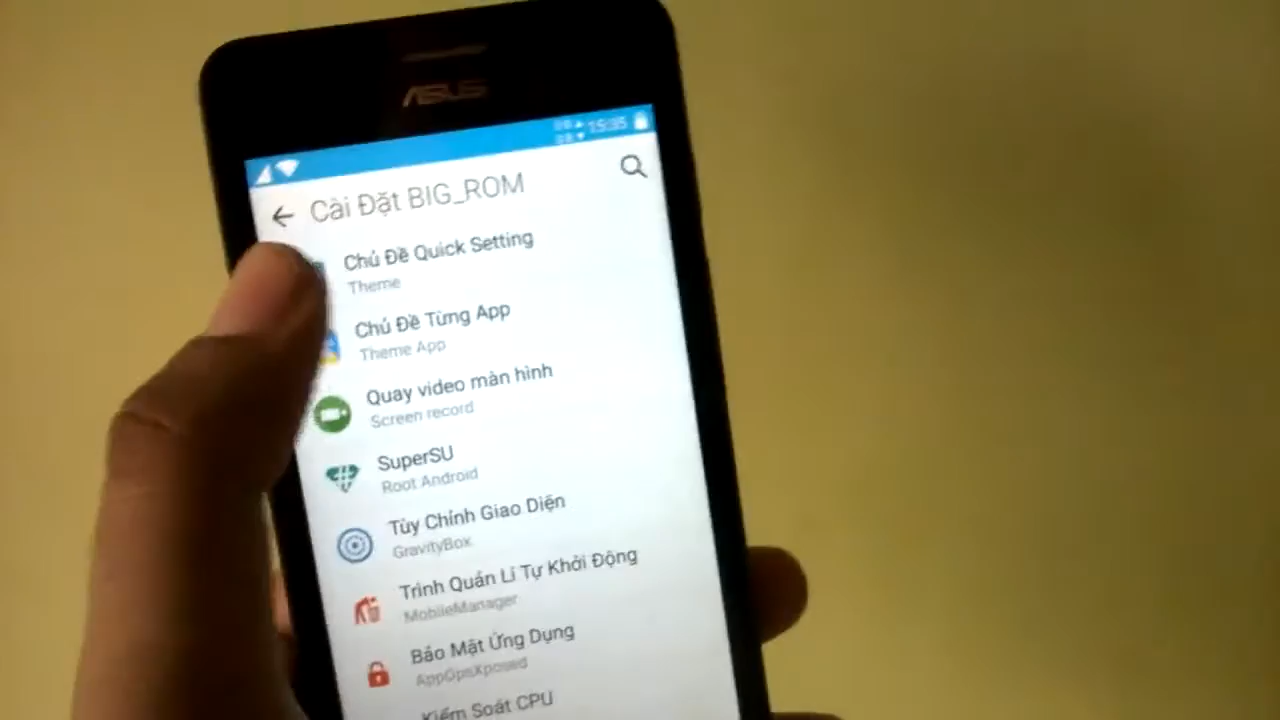 ASUS
15:35
Cài Đặt BIG_ROM
Chủ Đề Quick Setting
Theme
Chủ Đề Từng App
Theme App
Quay video màn hình
Screen record
SuperSU
Root Android
Tùy Chỉnh Giao Diện
GravityBox
Trình Quản Lí Tự Khởi Động
MobileManager
Bảo Mật Ứng Dụng
AppOpsXposed
Kiểm Soát CPU